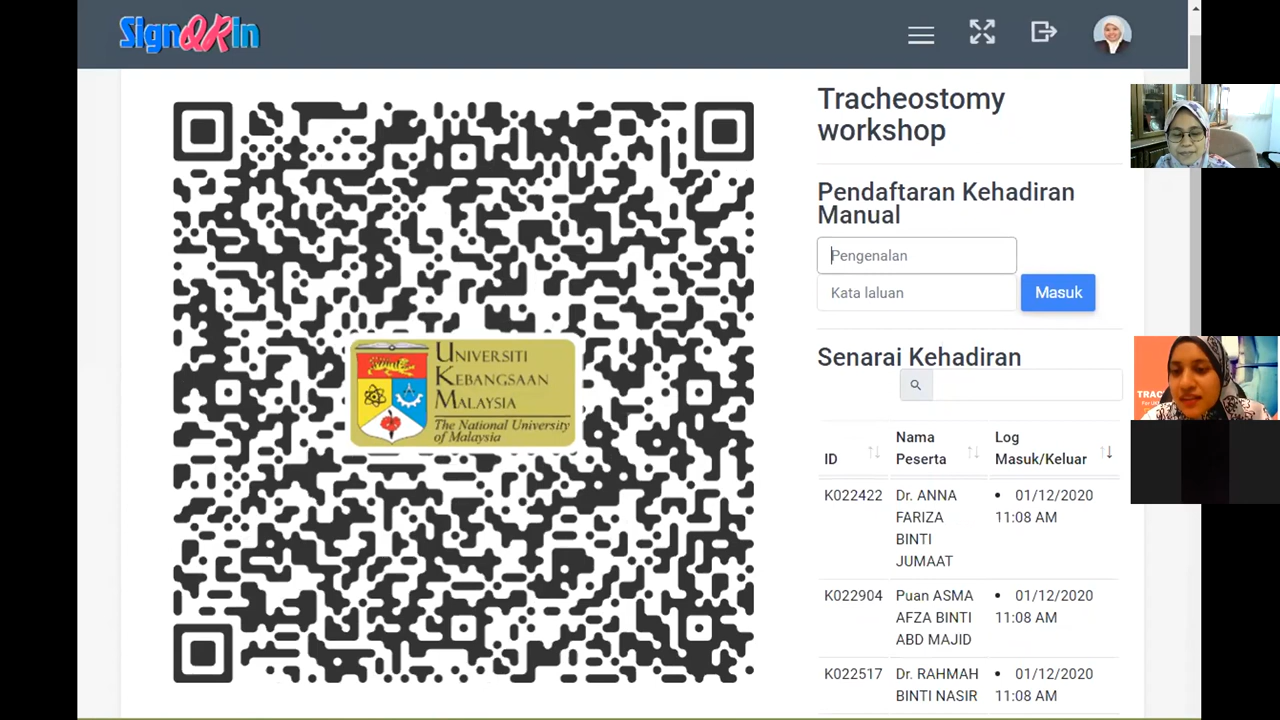 SignQRin
Tracheostomy
workshop
Pendaftaran Kehadiran
Manual
Pengenalan
Kata laluan
Masuk
UNIVERSITI
KEBANGSAAN
MALAYSIA
The National University
of Malaysia
Senarai Kehadiran
ID
Nama
Peserta
Log
Masuk/Keluar
K022422
Dr. ANNA
FARIZA
BINTI
JUMAAT
• 01/12/2020
11:08 AM
K022904
Puan ASMA
AFZA BINTI
ABD MAJID
• 01/12/2020
11:08 AM
K022517
Dr. RAHMAH
BINTI NASIR
• 01/12/2020
11:08 AM